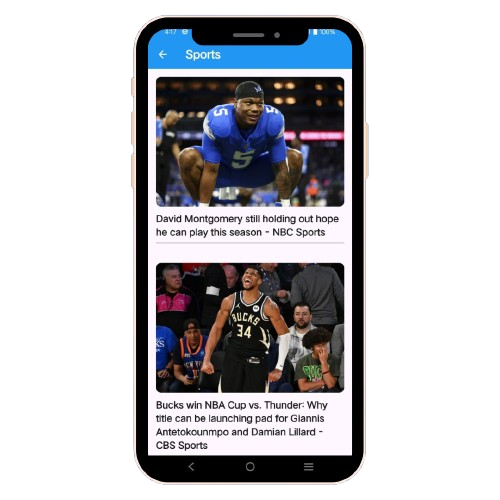 4:17
100%
Sports
5
5
David Montgomery still holding out hope
he can play this season - NBC Sports
BUCKS
34
Bucks win NBA Cup vs. Thunder: Why
title can be launching pad for Giannis
Antetokounmpo and Damian Lillard -
CBS Sports